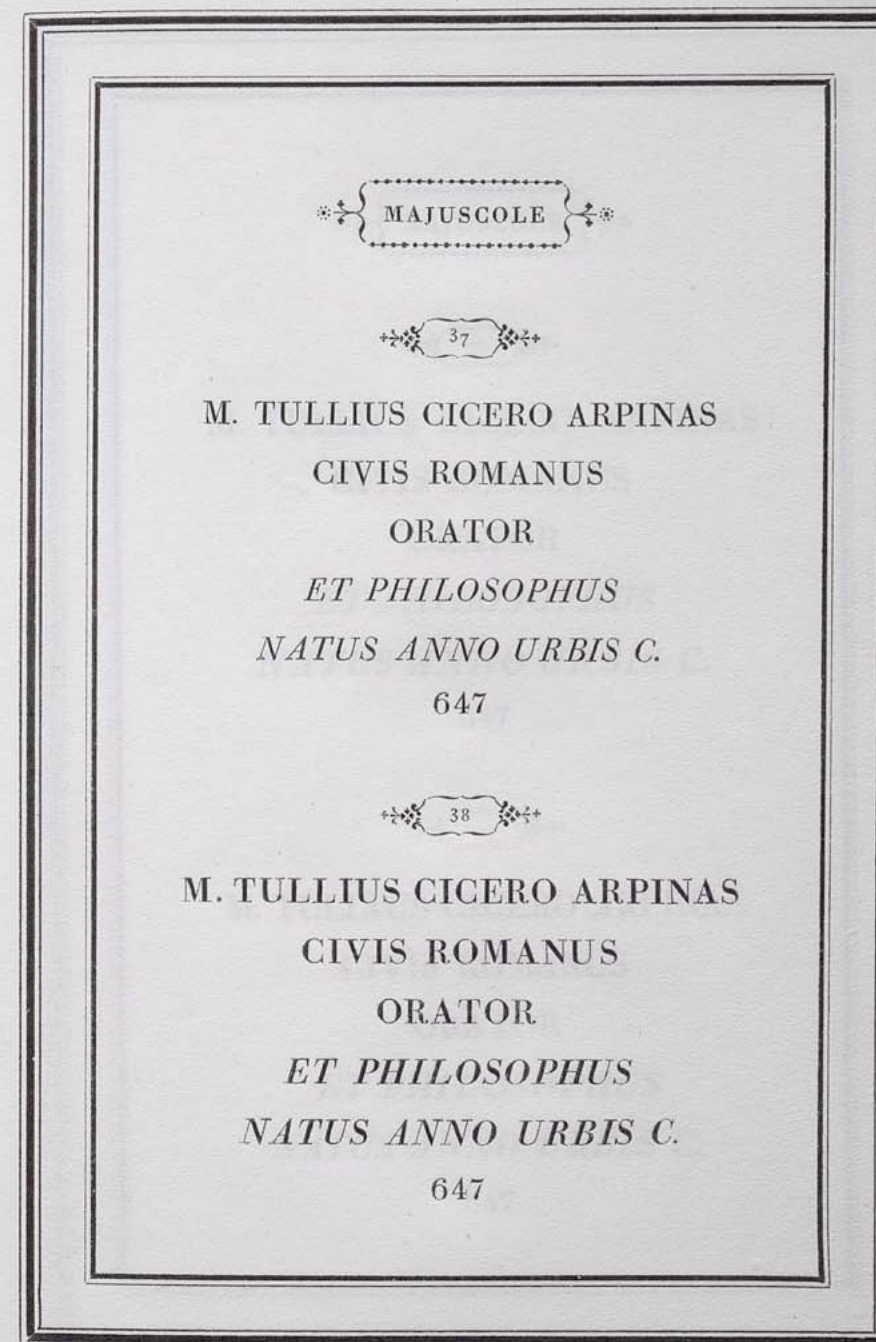 MAJUSCOLE
37
M. TULLIUS CICERO ARPINAS
CIVIS ROMANUS
ORATOR
ET PHILOSOPHUS
NATUS ANNO URBIS C.
647
38
M. TULLIUS CICERO ARPINAS
CIVIS ROMANUS
ORATOR
ET PHILOSOPHUS
NATUS ANNO URBIS C.
647